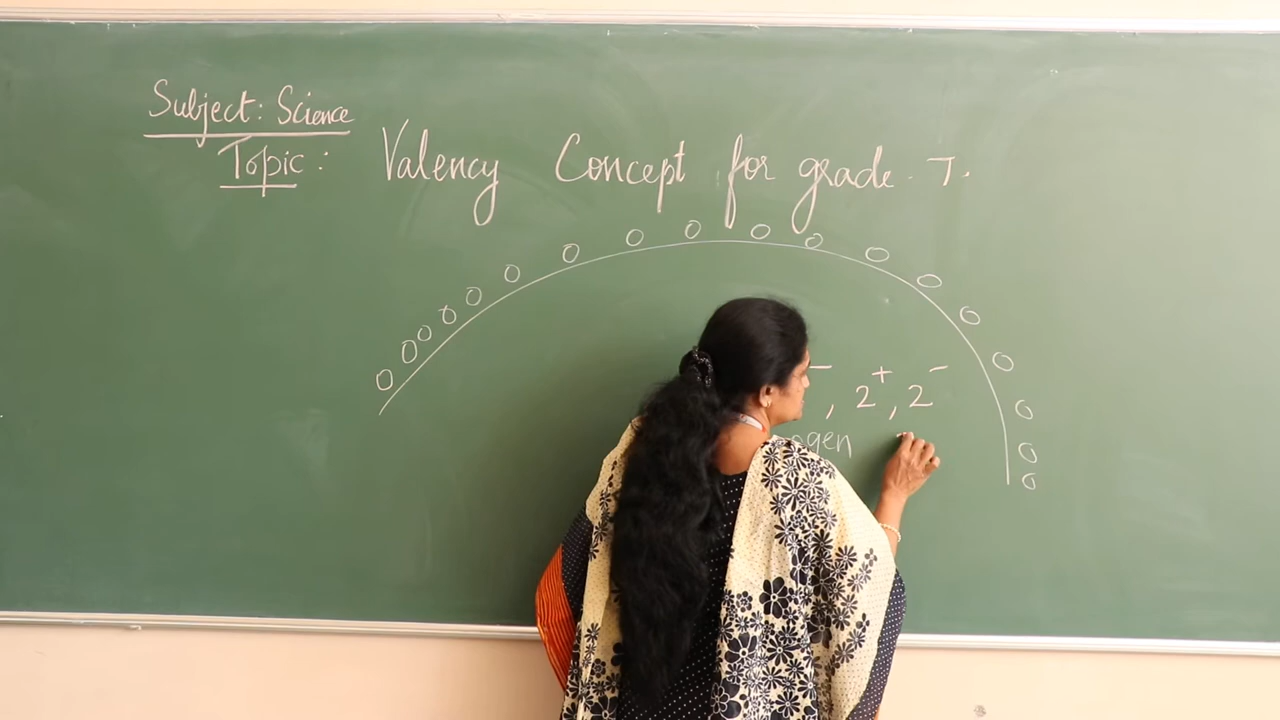 Subject: Science
Topic: Valency Concept for grade 7.
, 2⁺, 2⁻